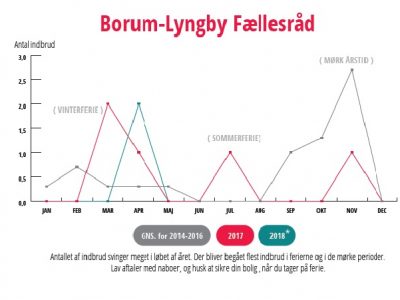 Borum-Lyngby Fællesråd
Antal indbrud
3,0
( MØRK ÅRSTID )
2,5
2,0
( VINTERFERIE )
1,5
( SOMMERFERIE)
1,0
0,5
0,0
JAN FEB MAR APR MAJ JUN JUL AUG SEP OKT NOV DEC
GNS. for 2014-2016 2017 2018*
Antallet af indbrud svinger meget i løbet af året. Der bliver begået flest indbrud i ferierne og i de mørke perioder.
Lav aftaler med naboer, og husk at sikre din bolig , når du tager på ferie.